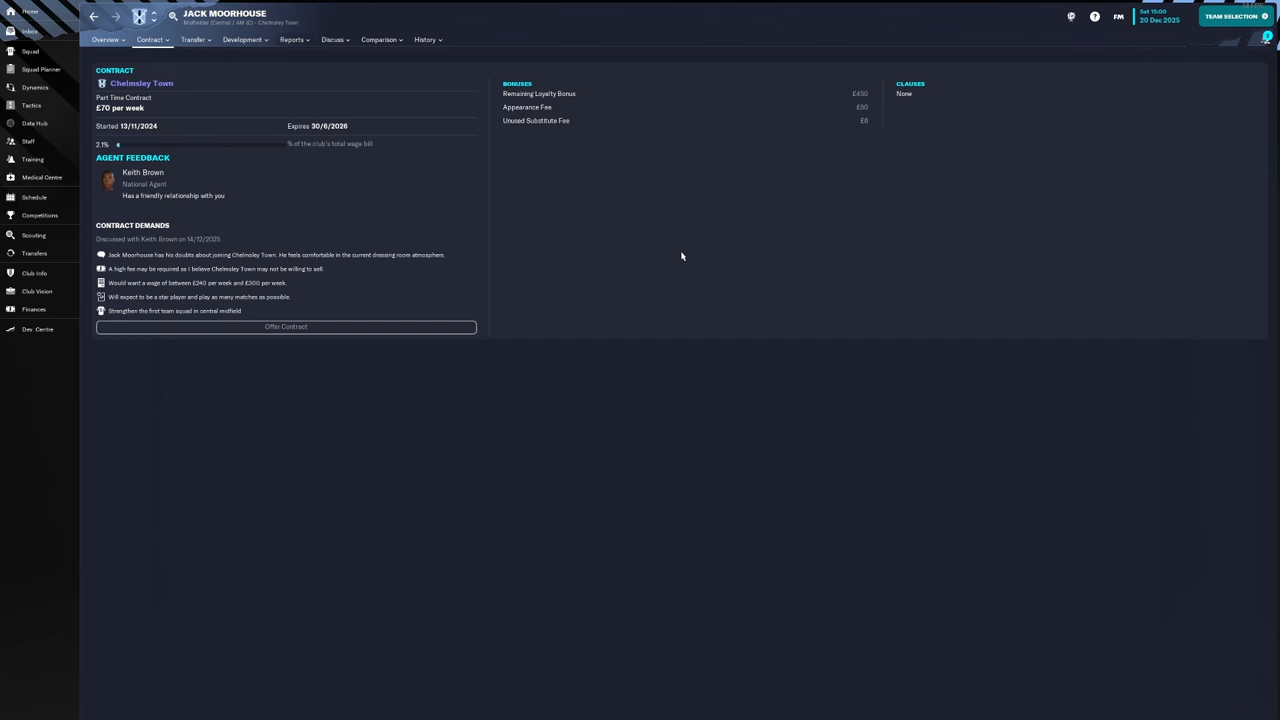 JACK MOORHOUSE
Midfielder (Centre) / AM (C) - Chelmsley Town
FM
Sat 15:00
20 Dec 2025
TEAM SELECTION
Home
Overview
Contract
Transfer
Development
Reports
Discuss
Comparison
History
Inbox
Squad
Squad Planner
Dynamics
Tactics
Data Hub
Staff
Training
Medical Centre
Schedule
Competitions
Scouting
Transfers
Club Info
Club Vision
Finances
Dev. Centre
CONTRACT
Chelmsley Town
Part Time Contract
£70 per week
Started 13/11/2024
Expires 30/6/2026
2.1%
% of the club's total wage bill
AGENT FEEDBACK
Keith Brown
National Agent
Has a friendly relationship with you
CONTRACT DEMANDS
Discussed with Keith Brown on 14/12/2025.
Jack Moorhouse has his doubts about joining Chelmsley Town. He feels comfortable in the current dressing room atmosphere.
A high fee may be required as I believe Chelmsley Town may not be willing to sell.
Would want a wage of between £240 per week and £300 per week.
Will expect to be a star player and play as many matches as possible.
Strengthen the first team squad in central midfield
Offer Contract
BONUSES
Remaining Loyalty Bonus £450
Appearance Fee £50
Unused Substitute Fee £6
CLAUSES
None